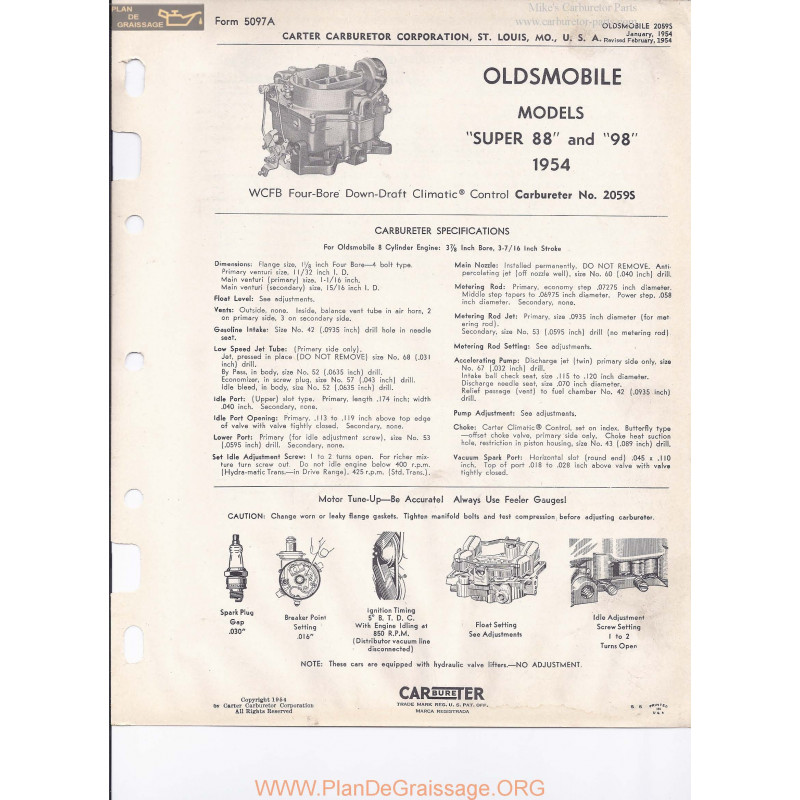 PLAN
DE GRAISSAGE
Form 5097A
Mike's Carburetor Parts
www.carburetor-parts.com
OLDSMOBILE 2059S
January, 1954
CARTER CARBURETOR CORPORATION, ST. LOUIS, MO., U. S. A. Revised February, 1954
OLDSMOBILE
MODELS
"SUPER 88" and "98"
1954
WCFB Four-Bore Down-Draft Climatic® Control Carbureter No. 2059S
CARBURETER SPECIFICATIONS
For Oldsmobile 8 Cylinder Engine: 3⅞ Inch Bore, 3-7/16 Inch Stroke
Dimensions: Flange size, 1⅛ inch Four Bore—4 bolt type.
Primary venturi size, 11/32 inch I. D.
Main venturi (primary) size, 1-1/16 inch.
Main venturi (secondary) size, 15/16 inch I. D.
Float Level: See adjustments.
Vents: Outside, none. Inside, balance vent tube in air horn, 2
on primary side, 3 on secondary side.
Gasoline Intake: Size No. 42 (.0935 inch) drill hole in needle
seat.
Low Speed Jet Tube: (Primary side only).
Jet, pressed in place (DO NOT REMOVE) size No. 68 (.031
inch) drill.
By Pass, in body, size No. 52 (.0635 inch) drill.
Economizer, in screw plug, size No. 57 (.043 inch) drill.
Idle bleed, in body, size No. 52 (.0635 inch) drill.
Idle Port: (Upper) slot type. Primary, length .174 inch; width
.040 inch. Secondary, none.
Idle Port Opening: Primary, .113 to .119 inch above top edge
of valve with valve tightly closed. Secondary, none.
Lower Port: Primary (for idle adjustment screw), size No. 53
(.0595 inch) drill. Secondary, none.
Set Idle Adjustment Screw: 1 to 2 turns open. For richer mix-
ture turn screw out. Do not idle engine below 400 r.p.m.
(Hydra-matic Trans.—in Drive Range). 425 r.p.m. (Std. Trans.).
Main Nozzle: Installed permanently, DO NOT REMOVE. Anti-
percolating jet (off nozzle well), size No. 60 (.040 inch) drill.
Metering Rod: Primary, economy step .07275 inch diameter.
Middle step tapers to .06975 inch diameter. Power step, .058
inch diameter. Secondary, none.
Metering Rod Jet: Primary, size .0935 inch diameter (for met-
ering rod).
Secondary, size No. 53 (.0595 inch) drill (no metering rod)
Metering Rod Setting: See adjustments.
Accelerating Pump: Discharge jet (twin) primary side only, size
No. 67 (.032 inch) drill.
Intake ball check seat, size .115 to .120 inch diameter.
Discharge needle seat, size .070 inch diameter.
Relief passage (vent) to fuel chamber No. 42 (.0935 inch)
drill.
Pump Adjustment: See adjustments.
Choke: Carter Climatic® Control, set on index. Butterfly type
—offset choke valve, primary side only. Choke heat suction
hole, restriction in piston housing, size No. 43 (.089 inch) drill.
Vacuum Spark Port: Horizontal slot (round end) .045 x .110
inch. Top of port .018 to .028 inch above valve with valve
tightly closed.
Motor Tune-Up—Be Accurate! Always Use Feeler Gauges!
CAUTION: Change worn or leaky flange gaskets. Tighten manifold bolts and test compression before adjusting carbureter.
Spark Plug
Gap
.030"
Breaker Point
Setting
.016"
Ignition Timing
5° B. T. D. C.
With Engine Idling at
850 R.P.M.
(Distributor vacuum line
disconnected)
Float Setting
See Adjustments
Idle Adjustment
Screw Setting
1 to 2
Turns Open
NOTE: These cars are equipped with hydraulic valve lifters.—NO ADJUSTMENT.
Copyright 1954
by Carter Carburetor Corporation
All Rights Reserved
CARBURETER
TRADE MARK REG. U. S. PAT. OFF.
MARCA REGISTRADA
PRINTED
IN
U.S.A.
www.PlanDeGraissage.ORG